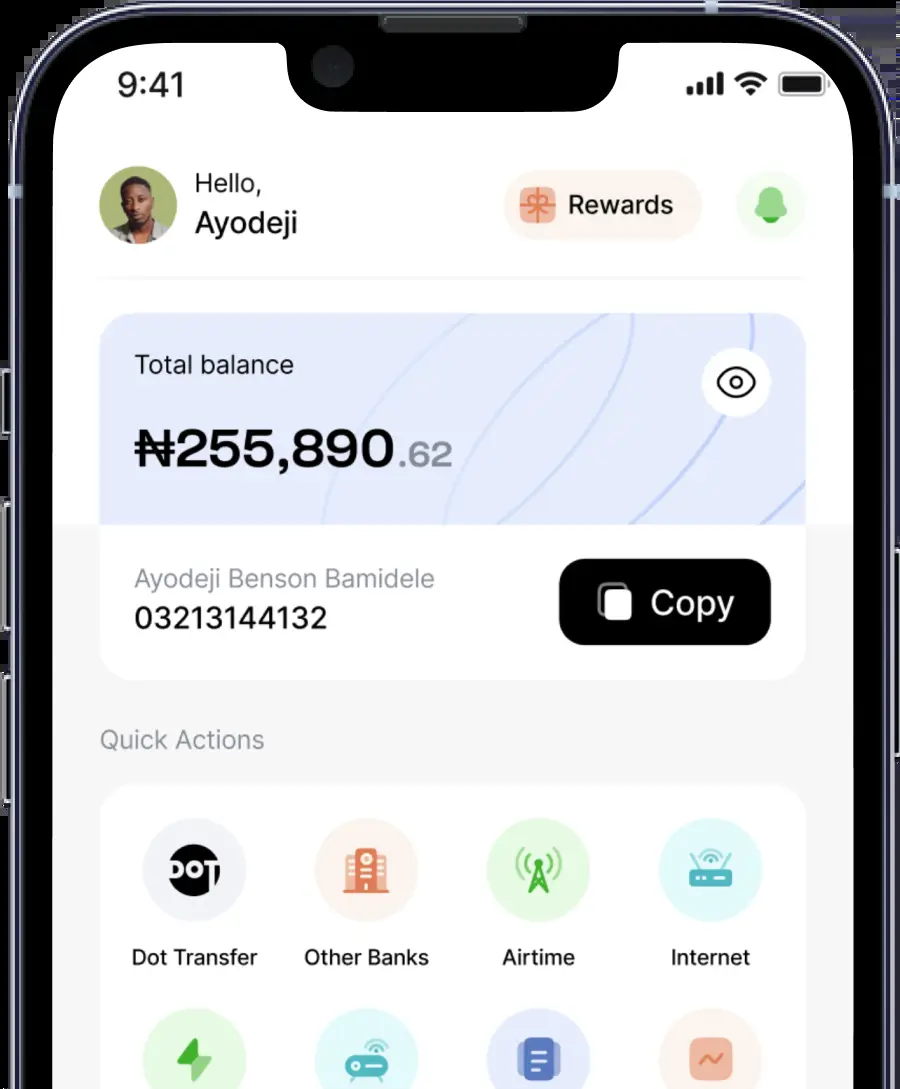 9:41
Hello,
Ayodeji
Rewards
Total balance
₦255,890.62
Ayodeji Benson Bamidele
03213144132
Copy
Quick Actions
DOT
Dot Transfer
Other Banks
Airtime
Internet